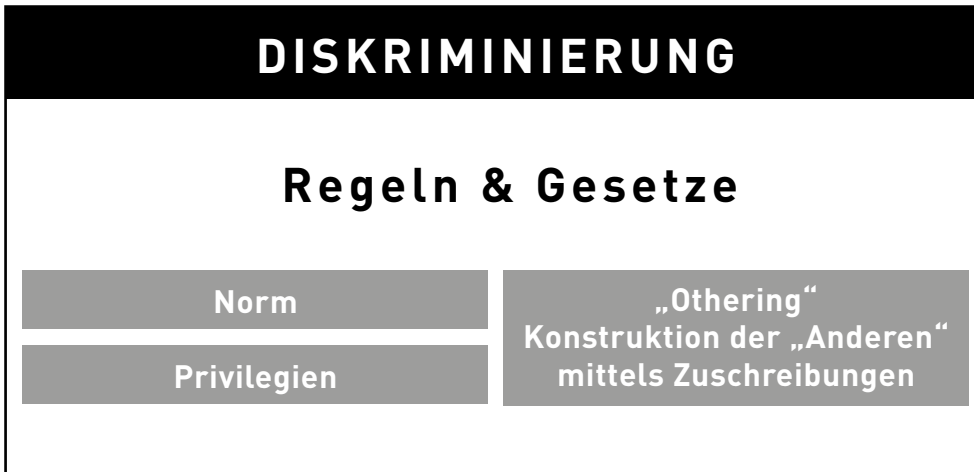 DISKRIMINIERUNG
Regeln & Gesetze
Norm
Privilegien
„Othering“
Konstruktion der „Anderen“
mittels Zuschreibungen